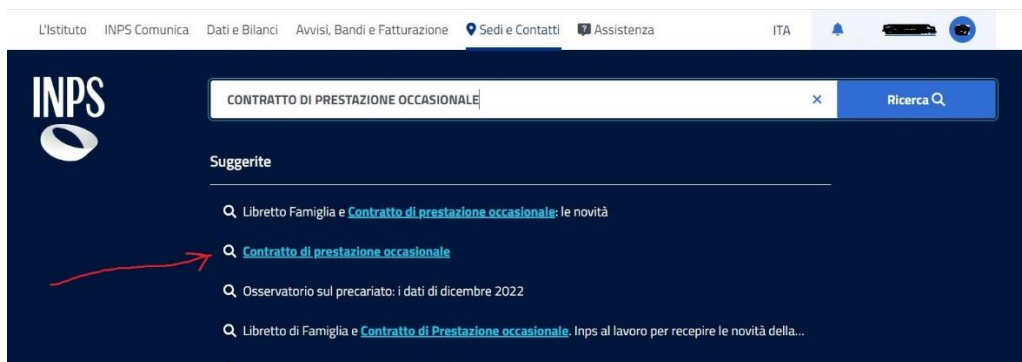 L'Istituto INPS Comunica Dati e Bilanci Avvisi, Bandi e Fatturazione Sedi e Contatti Assistenza ITA
INPS
CONTRATTO DI PRESTAZIONE OCCASIONALE
Ricerca
Suggerite
Libretto Famiglia e Contratto di prestazione occasionale: le novità
Contratto di prestazione occasionale
Osservatorio sul precariato: i dati di dicembre 2022
Libretto di Famiglia e Contratto di Prestazione occasionale. Inps al lavoro per recepire le novità della...